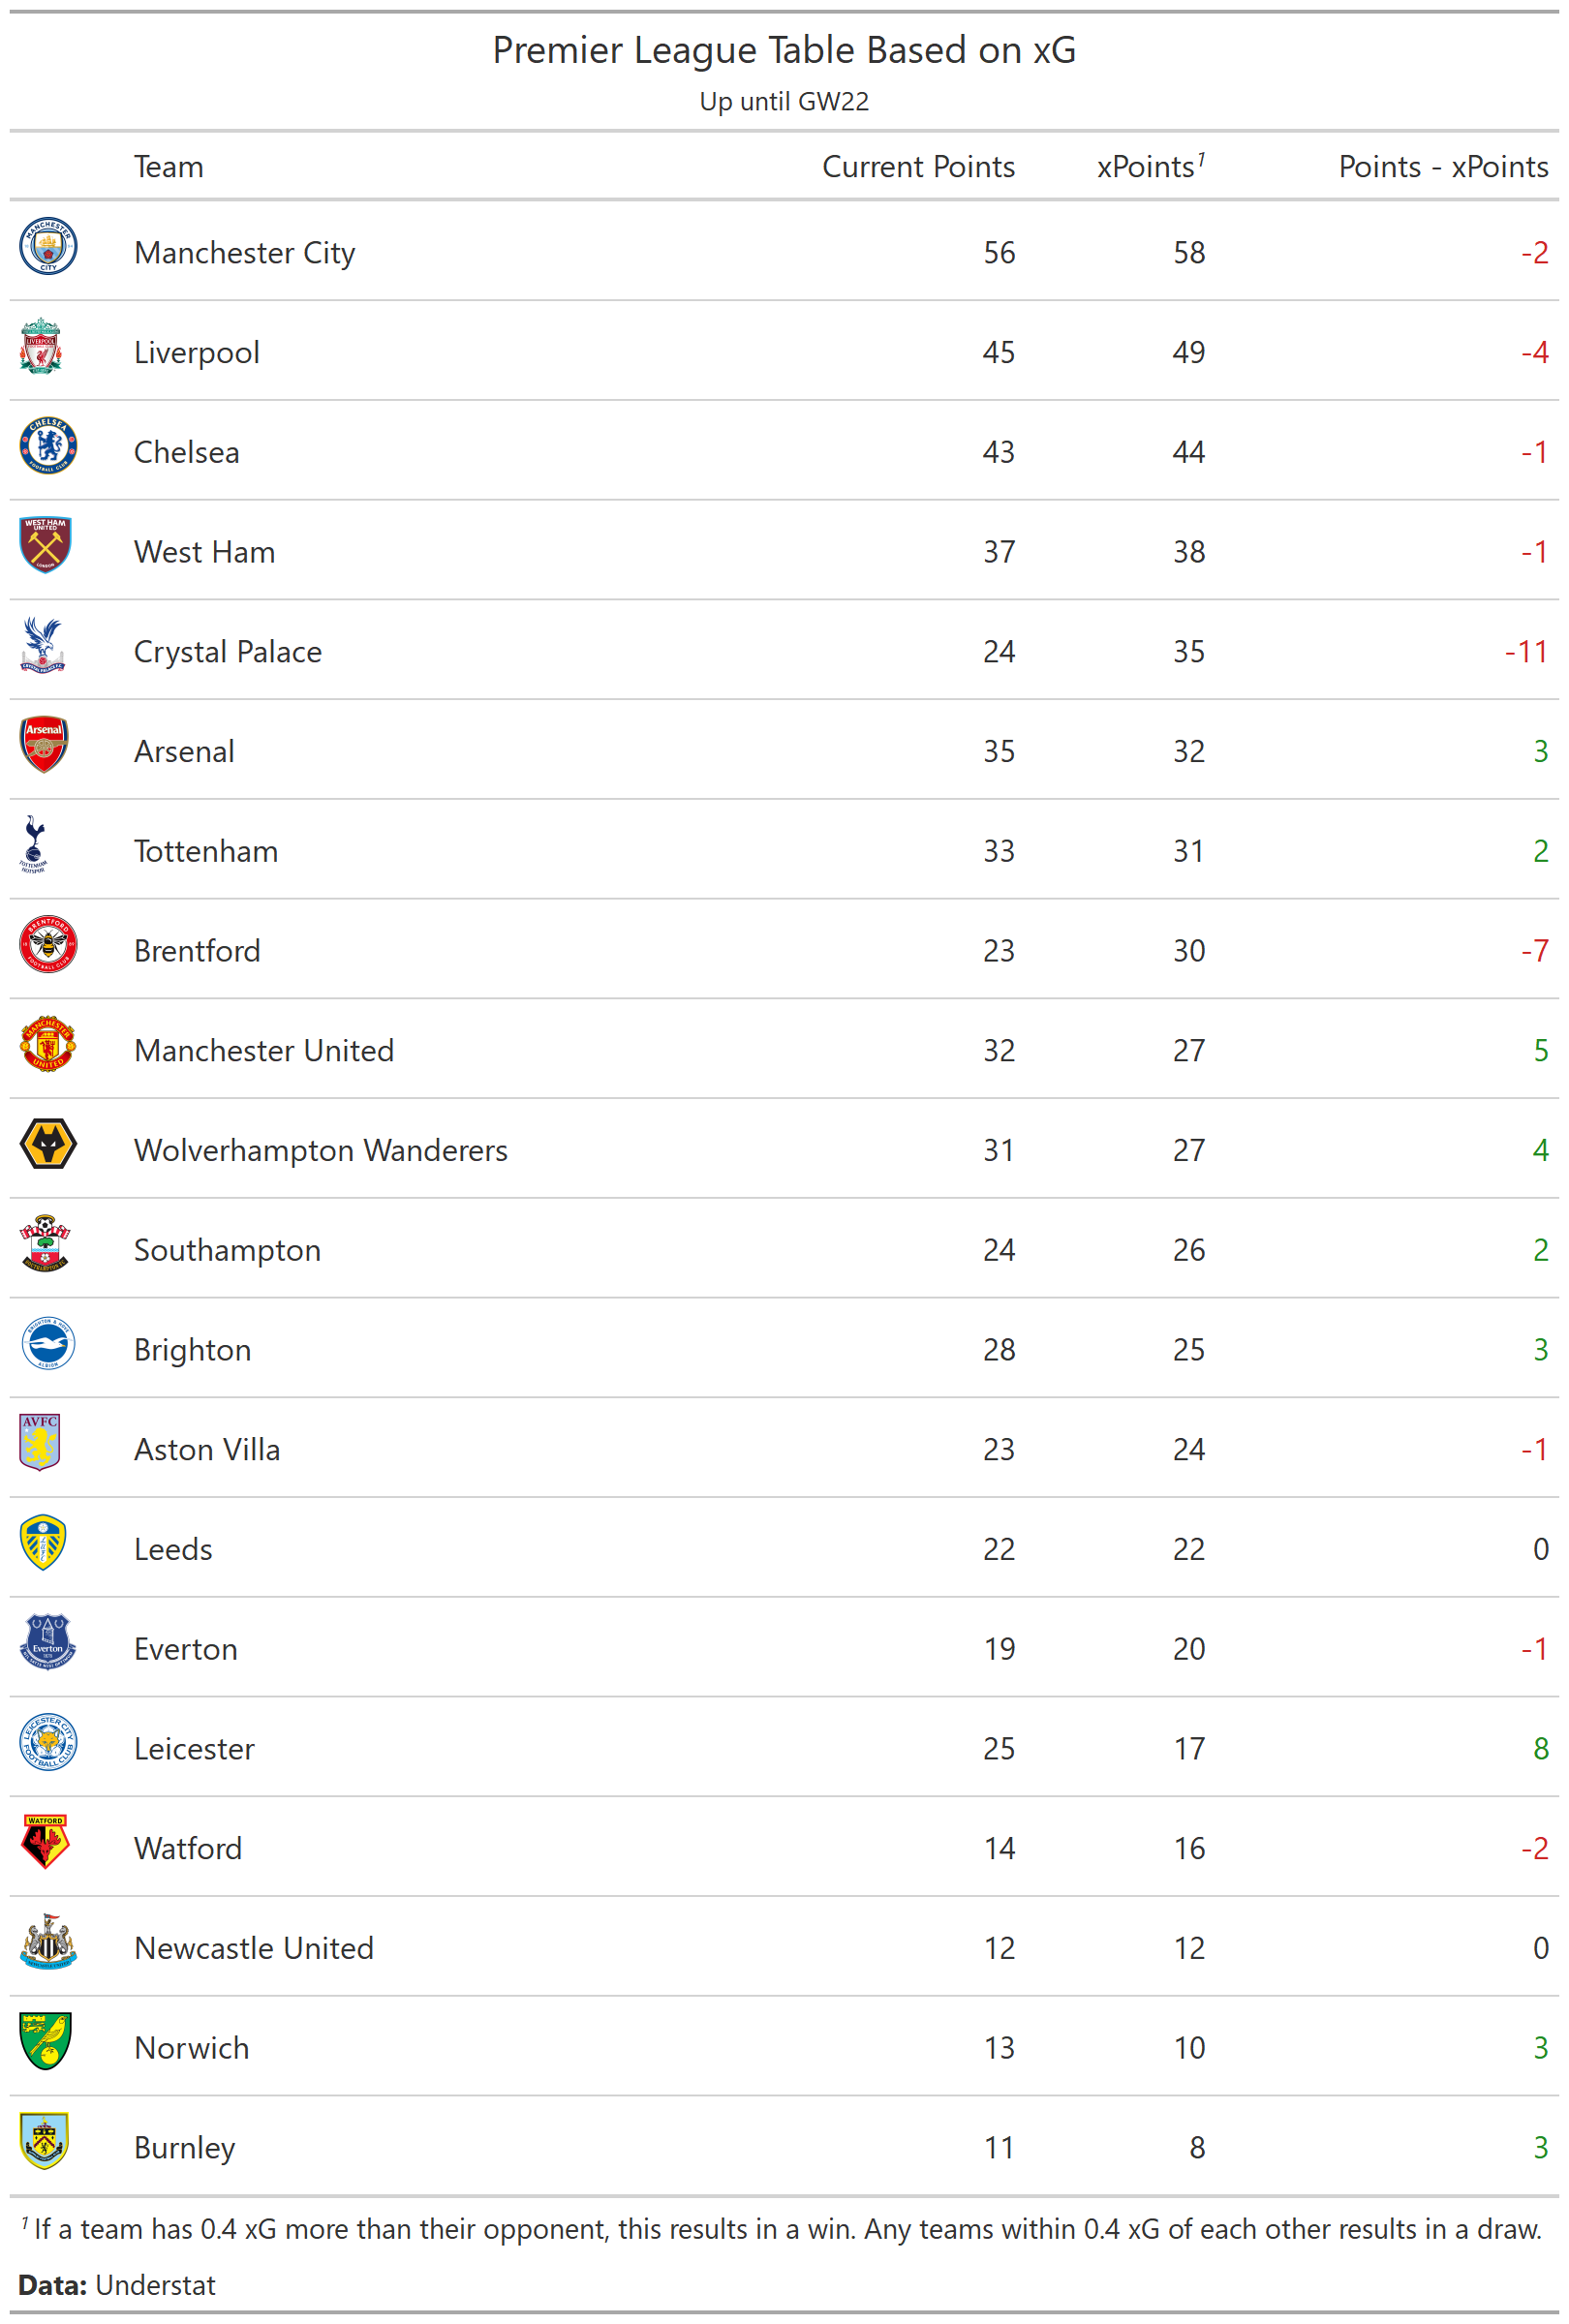 Premier League Table Based on xG
Up until GW22
Team Current Points xPoints¹ Points - xPoints
Manchester City 56 58 -2
Liverpool 45 49 -4
Chelsea 43 44 -1
West Ham 37 38 -1
Crystal Palace 24 35 -11
Arsenal 35 32 3
Tottenham 33 31 2
Brentford 23 30 -7
Manchester United 32 27 5
Wolverhampton Wanderers 31 27 4
Southampton 24 26 2
Brighton 28 25 3
Aston Villa 23 24 -1
Leeds 22 22 0
Everton 19 20 -1
Leicester 25 17 8
Watford 14 16 -2
Newcastle United 12 12 0
Norwich 13 10 3
Burnley 11 8 3
¹ If a team has 0.4 xG more than their opponent, this results in a win. Any teams within 0.4 xG of each other results in a draw.
Data: Understat